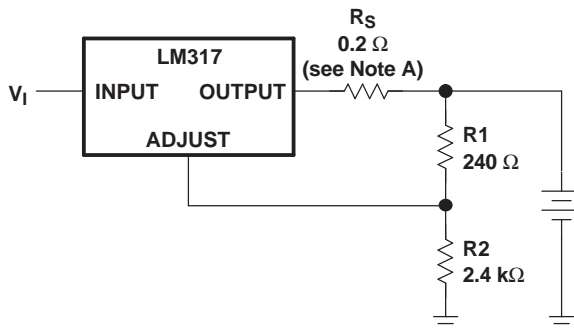 R_S
0.2 Ω
(see Note A)
LM317
V_I
INPUT OUTPUT
ADJUST
R1
240 Ω
R2
2.4 kΩ